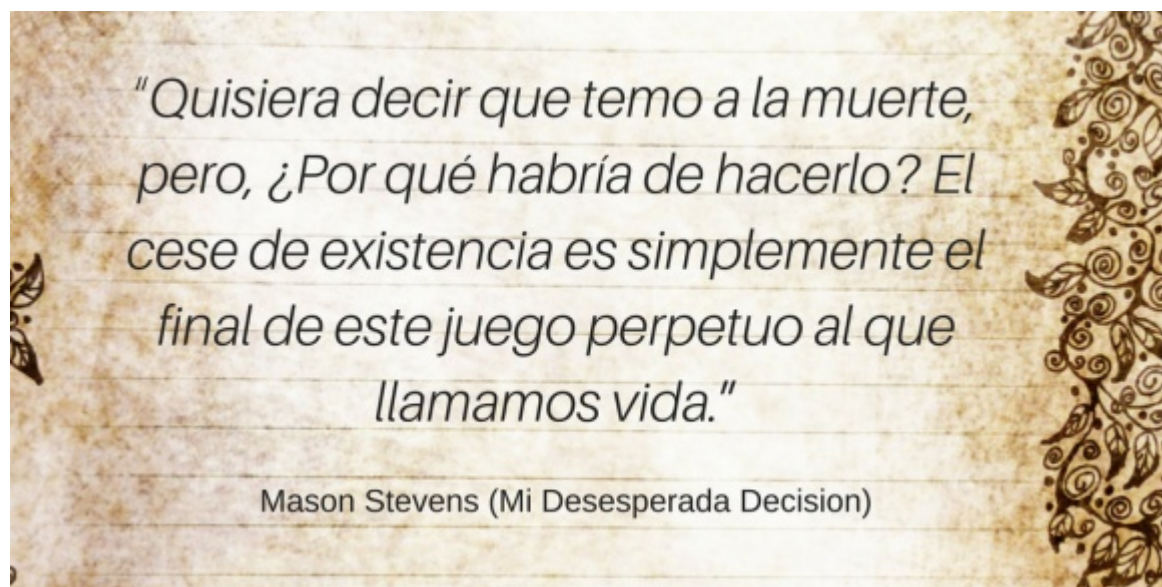 "Quisiera decir que temo a la muerte,
pero, ¿Por qué habría de hacerlo? El
cese de existencia es simplemente el
final de este juego perpetuo al que
llamamos vida."
Mason Stevens (Mi Desesperada Decision)